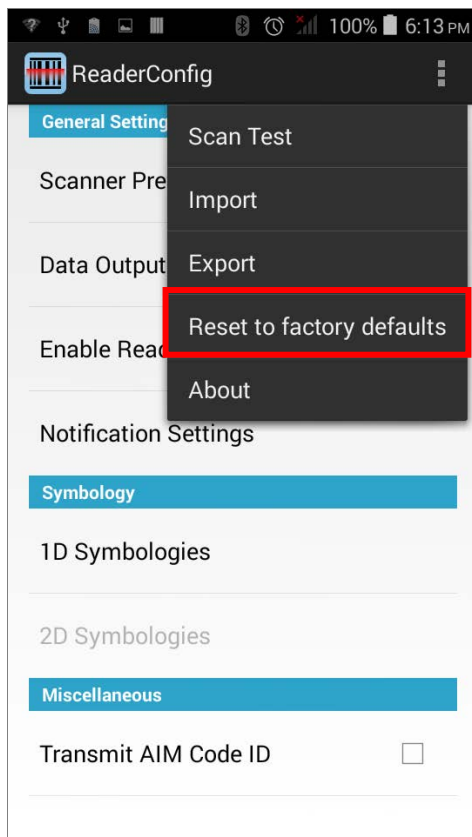 100% 6:13 PM
ReaderConfig
General Setting
Scan Test
Scanner Pre
Import
Data Output
Export
Enable Read
Reset to factory defaults
About
Notification Settings
Symbology
1D Symbologies
2D Symbologies
Miscellaneous
Transmit AIM Code ID